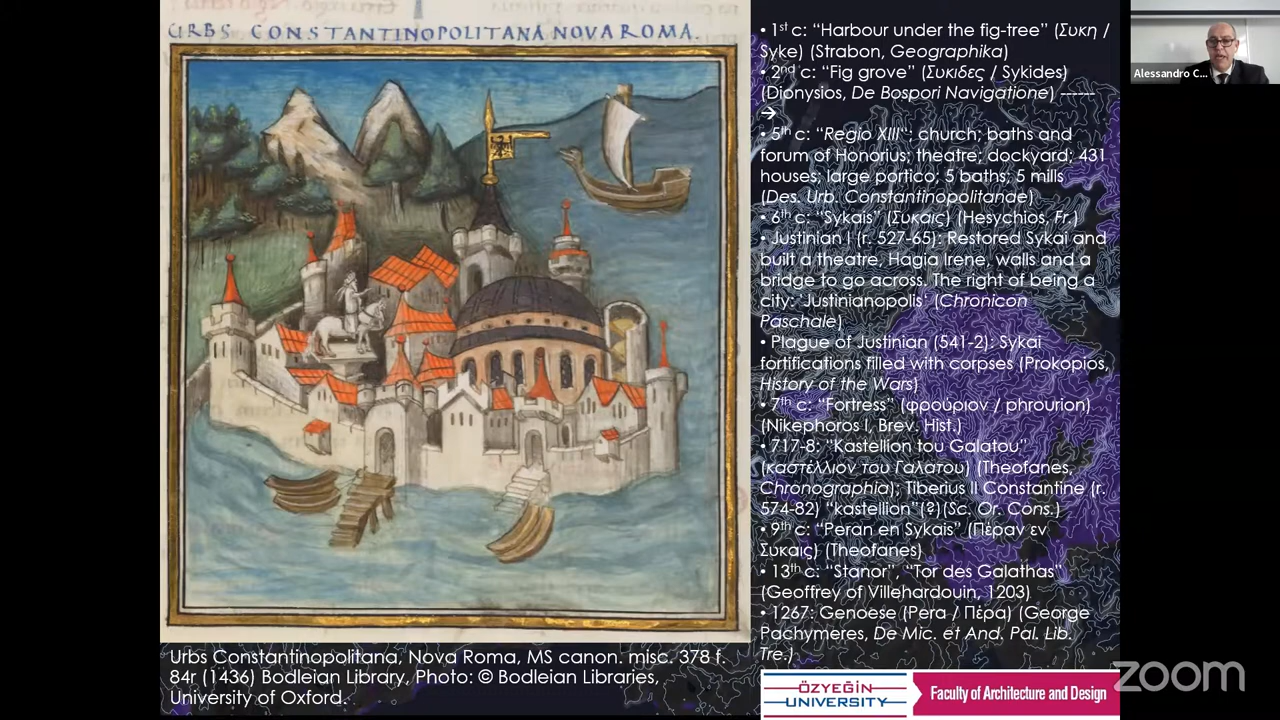 URBS CONSTANTINOPOLITANA NOVA ROMA.
Urbs Constantinopolitana, Nova Roma, MS canon. misc. 378 f.
84r (1436) Bodleian Library, Photo: © Bodleian Libraries,
University of Oxford.
• 1st c: “Harbour under the fig-tree” (Συκη /
Syke) (Strabon, Geographika)
• 2nd c: “Fig grove” (Συκιδες / Sykides)
(Dionysios, De Bospori Navigatione) ------
→
• 5th c: “Regio XIII“: church; baths and
forum of Honorius; theatre; dockyard; 431
houses; large portico; 5 baths; 5 mills
(Des. Urb. Constantinopolitanae)
• 6th c: “Sykais” (Συκαις) (Hesychios, Fr.)
• Justinian I (r. 527-65): Restored Sykai and
built a theatre, Hagia Irene, walls and a
bridge to go across. The right of being a
city: ‘Justinianopolis’ (Chronicon
Paschale)
• Plague of Justinian (541-2): Sykai
fortifications filled with corpses (Prokopios,
History of the Wars)
• 7th c: “Fortress” (φρούριον / phrourion)
(Nikephoros I, Brev. Hist.)
• 717-8: “Kastellion tou Galatou”
(καστέλλιον του Γαλατου) (Theofanes,
Chronographia); Tiberius II Constantine (r.
574-82) “kastellion”(?)(Sc. Or. Cons.)
• 9th c: “Peran en Sykais” (Πέραν εν
Συκαις) (Theofanes)
• 13th c: “Stanor”, “Tor des Galathas”
(Geoffrey of Villehardouin, 1203)
• 1267: Genoese (Pera / Πέρα) (George
Pachymeres, De Mic. et And. Pal. Lib.
Tre.)
ÖZYEĞİN
UNIVERSITY
Faculty of Architecture and Design
Alessandro C...
zoom